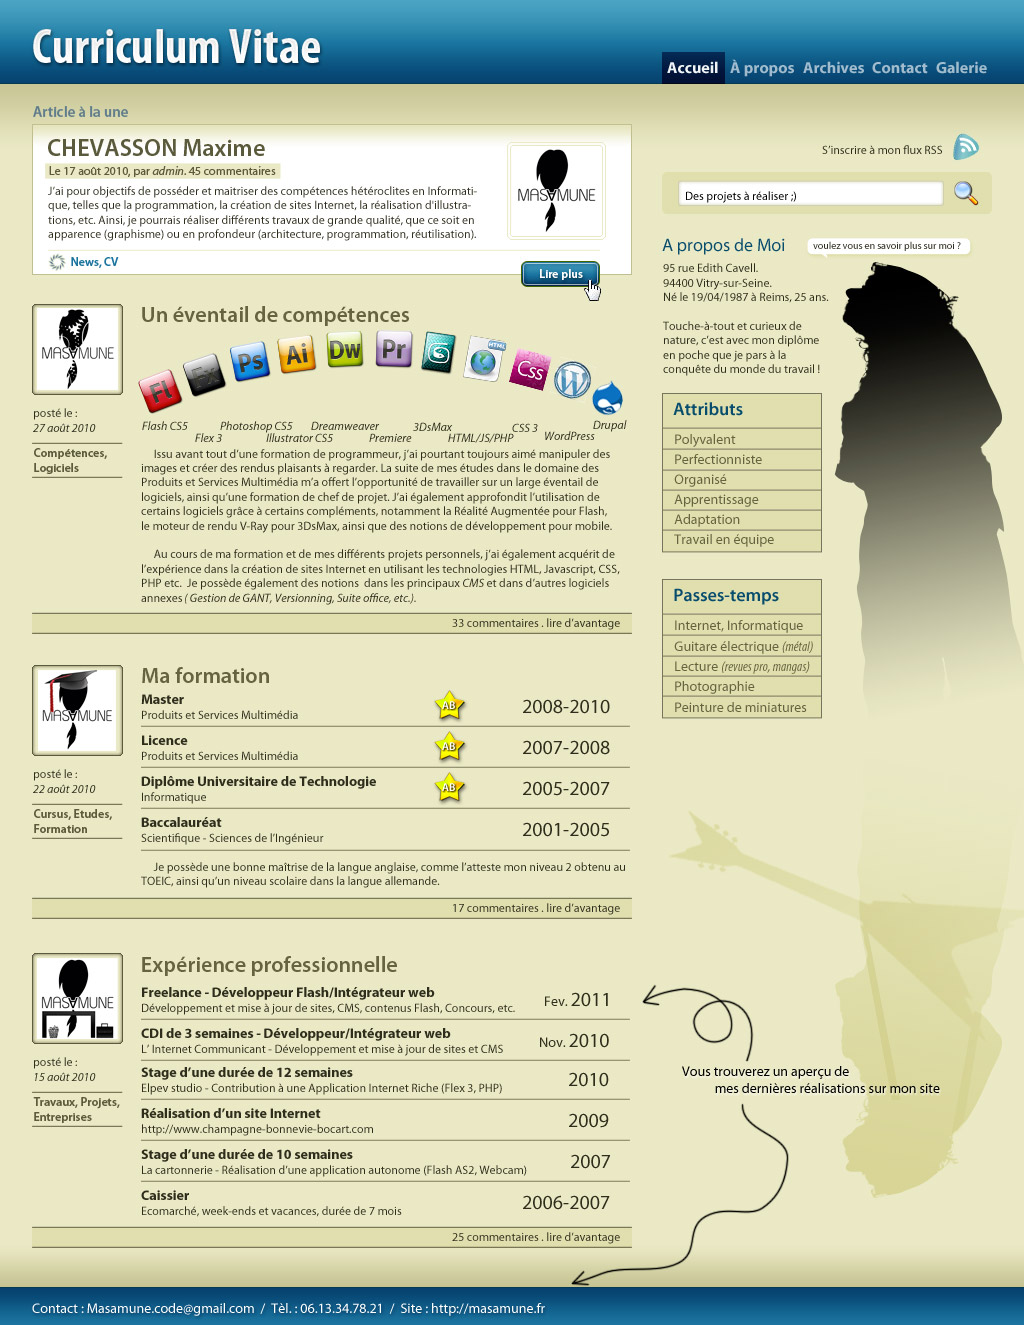 Curriculum Vitae
Accueil
À propos
Archives
Contact
Galerie
Article à la une
CHEVASSON Maxime
Le 17 août 2010, par admin. 45 commentaires
J'ai pour objectifs de posséder et maitriser des compétences hétéroclites en Informati-
que, telles que la programmation, la création de sites Internet, la réalisation d'illustra-
tions, etc. Ainsi, je pourrais réaliser différents travaux de grande qualité, que ce soit en
apparence (graphisme) ou en profondeur (architecture, programmation, réutilisation).
MASAMUNE
News, CV
Lire plus
S'inscrire à mon flux RSS
Des projets à réaliser ;)
A propos de Moi
voulez vous en savoir plus sur moi ?
95 rue Edith Cavell.
94400 Vitry-sur-Seine.
Né le 19/04/1987 à Reims, 25 ans.
Touche-à-tout et curieux de
nature, c'est avec mon diplôme
en poche que je pars à la
conquête du monde du travail !
Attributs
Polyvalent
Perfectionniste
Organisé
Apprentissage
Adaptation
Travail en équipe
Passes-temps
Internet, Informatique
Guitare électrique (métal)
Lecture (revues pro, mangas)
Photographie
Peinture de miniatures
MASAMUNE
posté le :
27 août 2010
Compétences,
Logiciels
Un éventail de compétences
Fl
Fx
Ps
Ai
Dw
Pr
HTML
CSS
Flash CS5
Flex 3
Photoshop CS5
Illustrator CS5
Dreamweaver
Premiere
3DsMax
HTML/JS/PHP
CSS 3
WordPress
Drupal
Issu avant tout d'une formation de programmeur, j'ai pourtant toujours aimé manipuler des
images et créer des rendus plaisants à regarder. La suite de mes études dans le domaine des
Produits et Services Multimédia m'a offert l'opportunité de travailler sur un large éventail de
logiciels, ainsi qu'une formation de chef de projet. J'ai également approfondit l'utilisation de
certains logiciels grâce à certains compléments, notamment la Réalité Augmentée pour Flash,
le moteur de rendu V-Ray pour 3DsMax, ainsi que des notions de développement pour mobile.
Au cours de ma formation et de mes différents projets personnels, j'ai également acquérit de
l'expérience dans la création de sites Internet en utilisant les technologies HTML, Javascript, CSS,
PHP etc. Je possède également des notions dans les principaux CMS et dans d'autres logiciels
annexes ( Gestion de GANT, Versionning, Suite office, etc.).
33 commentaires . lire d'avantage
MASAMUNE
posté le :
22 août 2010
Cursus, Etudes,
Formation
Ma formation
Master
Produits et Services Multimédia
AB
2008-2010
Licence
Produits et Services Multimédia
AB
2007-2008
Diplôme Universitaire de Technologie
Informatique
AB
2005-2007
Baccalauréat
Scientifique - Sciences de l'Ingénieur
2001-2005
Je possède une bonne maîtrise de la langue anglaise, comme l'atteste mon niveau 2 obtenu au
TOEIC, ainsi qu'un niveau scolaire dans la langue allemande.
17 commentaires . lire d'avantage
MASAMUNE
posté le :
15 août 2010
Travaux, Projets,
Entreprises
Expérience professionnelle
Freelance - Développeur Flash/Intégrateur web
Développement et mise à jour de sites, CMS, contenus Flash, Concours, etc.
Fev. 2011
CDI de 3 semaines - Développeur/Intégrateur web
L' Internet Communicant - Développement et mise à jour de sites et CMS
Nov. 2010
Stage d'une durée de 12 semaines
Elpev studio - Contribution à une Application Internet Riche (Flex 3, PHP)
2010
Réalisation d'un site Internet
http://www.champagne-bonnevie-bocart.com
2009
Stage d'une durée de 10 semaines
La cartonnerie - Réalisation d'une application autonome (Flash AS2, Webcam)
2007
Caissier
Ecomarché, week-ends et vacances, durée de 7 mois
2006-2007
25 commentaires . lire d'avantage
Vous trouverez un aperçu de
mes dernières réalisations sur mon site
Contact : Masamune.code@gmail.com / Tèl. : 06.13.34.78.21 / Site : http://masamune.fr